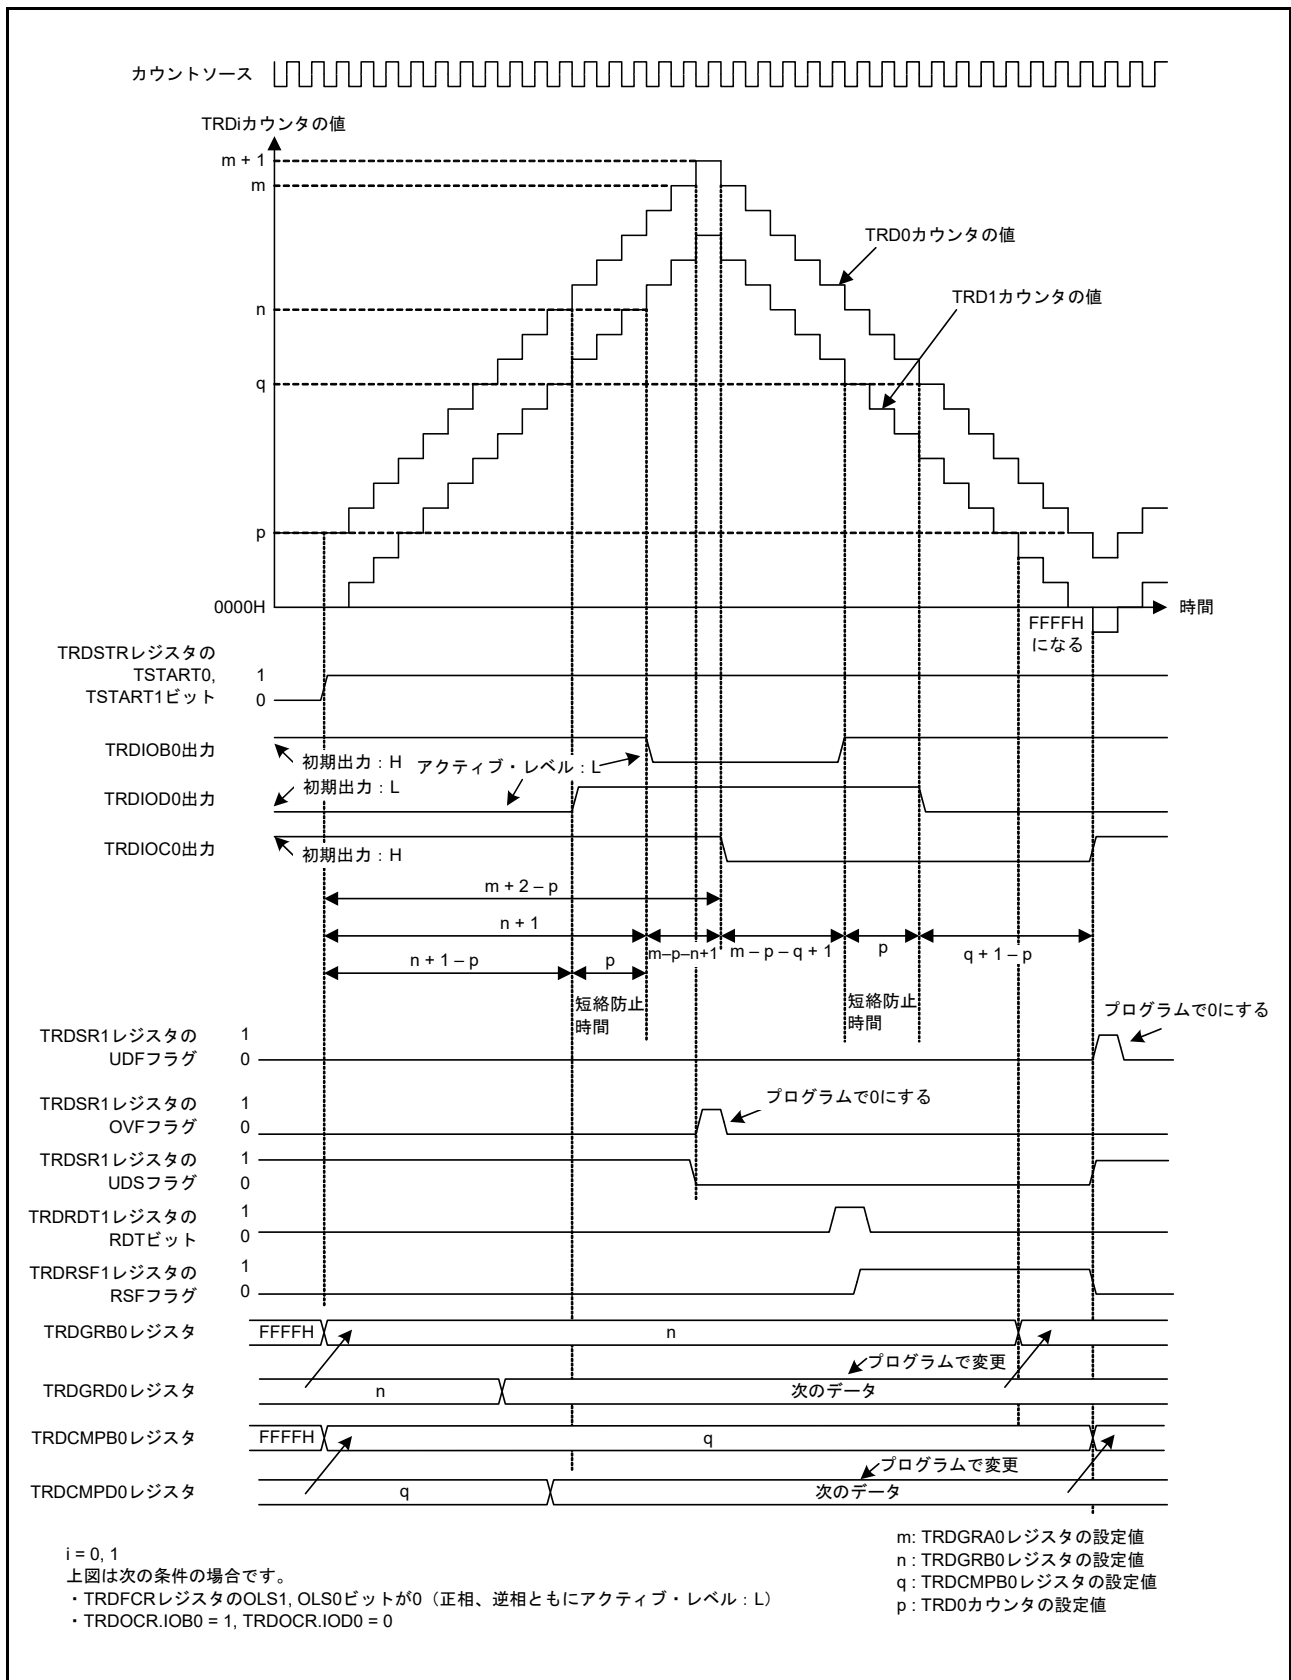 カウントソース
TRDiカウンタの値
m + 1
m
TRD0カウンタの値
TRD1カウンタの値
n
q
p
0000H
時間
FFFFH
になる
TRDSTRレジスタの
TSTART0,
TSTART1ビット
1
0
TRDIOB0出力
初期出力：H
アクティブ・レベル：L
初期出力：L
TRDIOD0出力
TRDIOC0出力
初期出力：H
m + 2 – p
n + 1
m–p–n+1
m – p – q + 1
p
q + 1 – p
n + 1 – p
p
短絡防止
時間
短絡防止
時間
プログラムで0にする
TRDSR1レジスタの
UDFフラグ
1
0
プログラムで0にする
TRDSR1レジスタの
OVFフラグ
1
0
TRDSR1レジスタの
UDSフラグ
1
0
TRDRDT1レジスタの
RDTビット
1
0
TRDRSF1レジスタの
RSFフラグ
1
0
TRDGRB0レジスタ
FFFFH
n
プログラムで変更
TRDGRD0レジスタ
n
次のデータ
TRDCMPB0レジスタ
FFFFH
q
プログラムで変更
TRDCMPD0レジスタ
q
次のデータ
i = 0, 1
上図は次の条件の場合です。
・TRDFCRレジスタのOLS1, OLS0ビットが0（正相、逆相ともにアクティブ・レベル：L）
・TRDOCR.IOB0 = 1, TRDOCR.IOD0 = 0
m: TRDGRA0レジスタの設定値
n : TRDGRB0レジスタの設定値
q : TRDCMPB0レジスタの設定値
p : TRD0カウンタの設定値